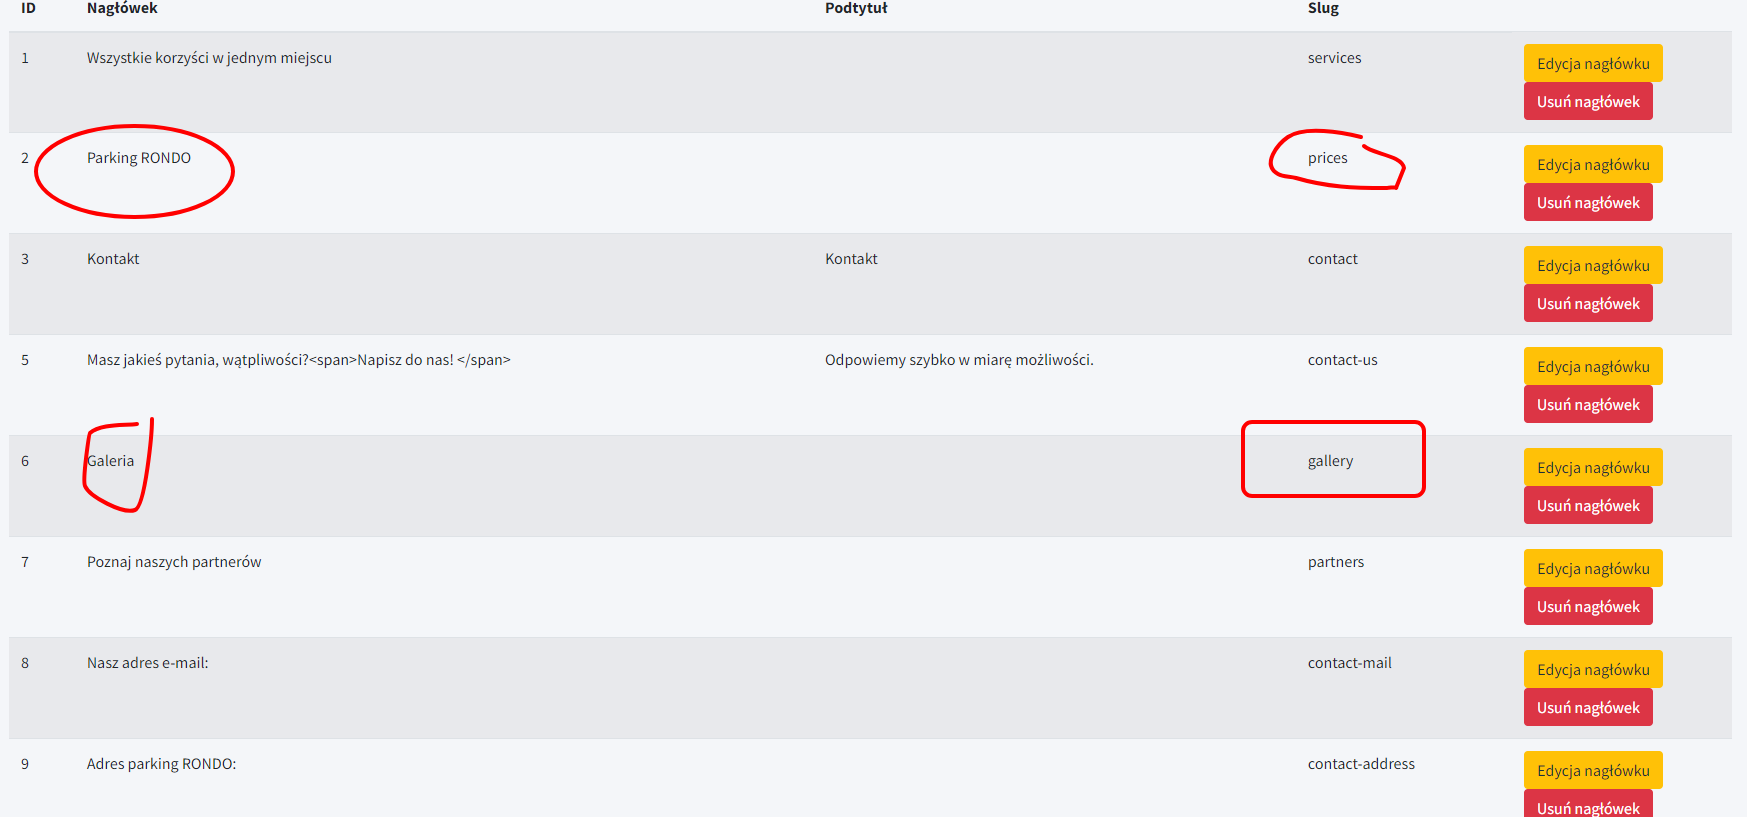 ID Nagłówek Podtytuł Slug
1 Wszystkie korzyści w jednym miejscu services Edycja nagłówku
Usuń nagłówek
2 Parking RONDO prices Edycja nagłówku
Usuń nagłówek
3 Kontakt Kontakt contact Edycja nagłówku
Usuń nagłówek
5 Masz jakieś pytania, wątpliwości?<span>Napisz do nas! </span> Odpowiemy szybko w miarę możliwości. contact-us Edycja nagłówku
Usuń nagłówek
6 Galeria gallery Edycja nagłówku
Usuń nagłówek
7 Poznaj naszych partnerów partners Edycja nagłówku
Usuń nagłówek
8 Nasz adres e-mail: contact-mail Edycja nagłówku
Usuń nagłówek
9 Adres parking RONDO: contact-address Edycja nagłówku
Usuń nagłówek